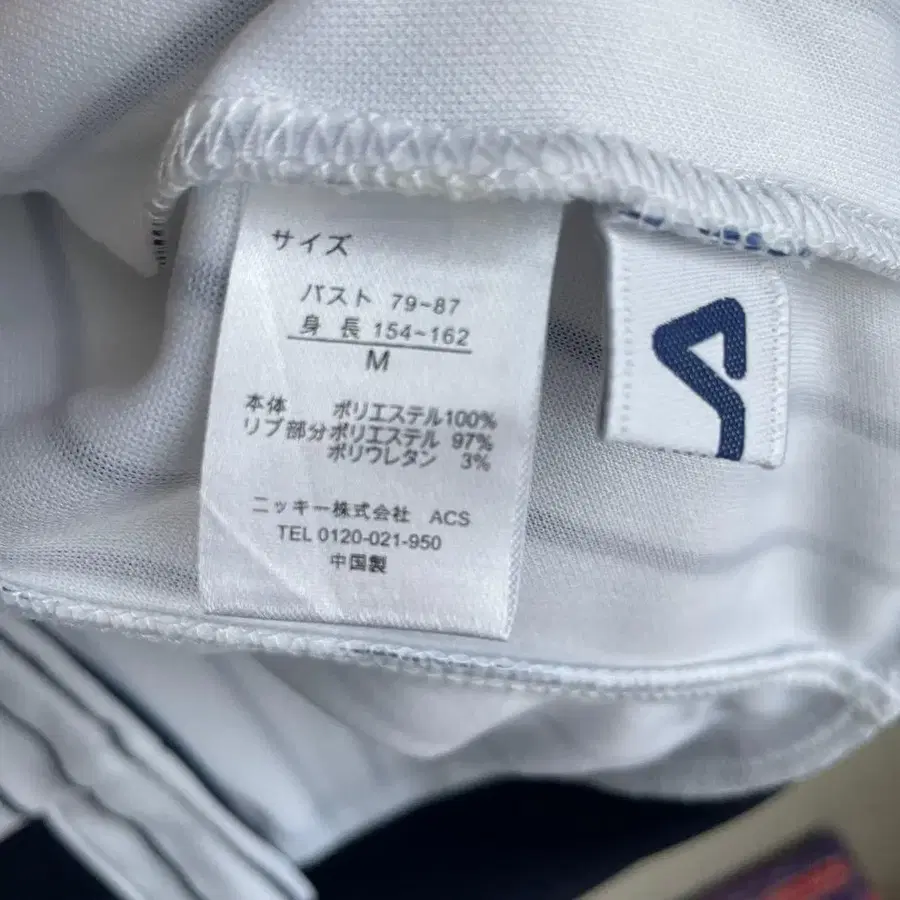 サイズ
バスト 79~87
身 長 154~162
M
本体 ポリエステル100%
リブ部分ポリエステル 97%
ポリウレタン 3%
ニッキー株式会社 ACS
TEL 0120-021-950
中国製